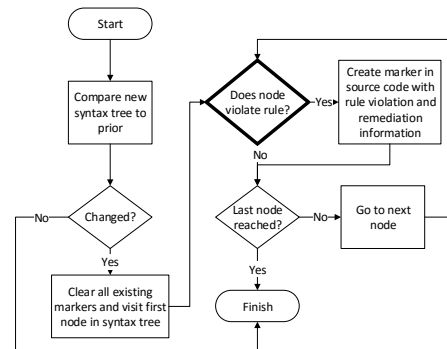 Start
Compare new
syntax tree to
prior
Changed?
No
Yes
Clear all existing
markers and visit first
node in syntax tree
Does node
violate rule?
Yes
No
Create marker in
source code with
rule violation and
remediation
information
Last node
reached?
No
Yes
Go to next
node
Finish